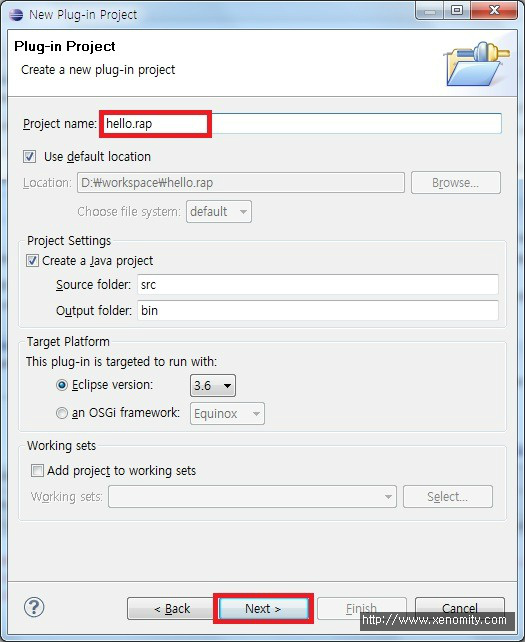 New Plug-in Project
Plug-in Project
Create a new plug-in project
Project name: hello.rap
Use default location
Location: D:₩workspace₩hello.rap Browse...
Choose file system: default
Project Settings
Create a Java project
Source folder: src
Output folder: bin
Target Platform
This plug-in is targeted to run with:
Eclipse version: 3.6
an OSGi framework: Equinox
Working sets
Add project to working sets
Working sets: Select...
? < Back Next > Finish Cancel
http://www.xenomity.com